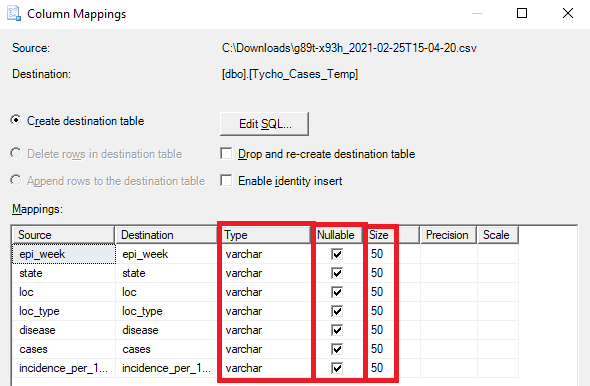 Column Mappings
Source: C:\Downloads\g89t-x93h_2021-02-25T15-04-20.csv
Destination: [dbo].[Tycho_Cases_Temp]
Create destination table Edit SQL...
Delete rows in destination table Drop and re-create destination table
Append rows to the destination table Enable identity insert
Mappings:
Source Destination Type Nullable Size Precision Scale
epi_week epi_week varchar 50
state state varchar 50
loc loc varchar 50
loc_type loc_type varchar 50
disease disease varchar 50
cases cases varchar 50
incidence_per_1... incidence_per_1... varchar 50